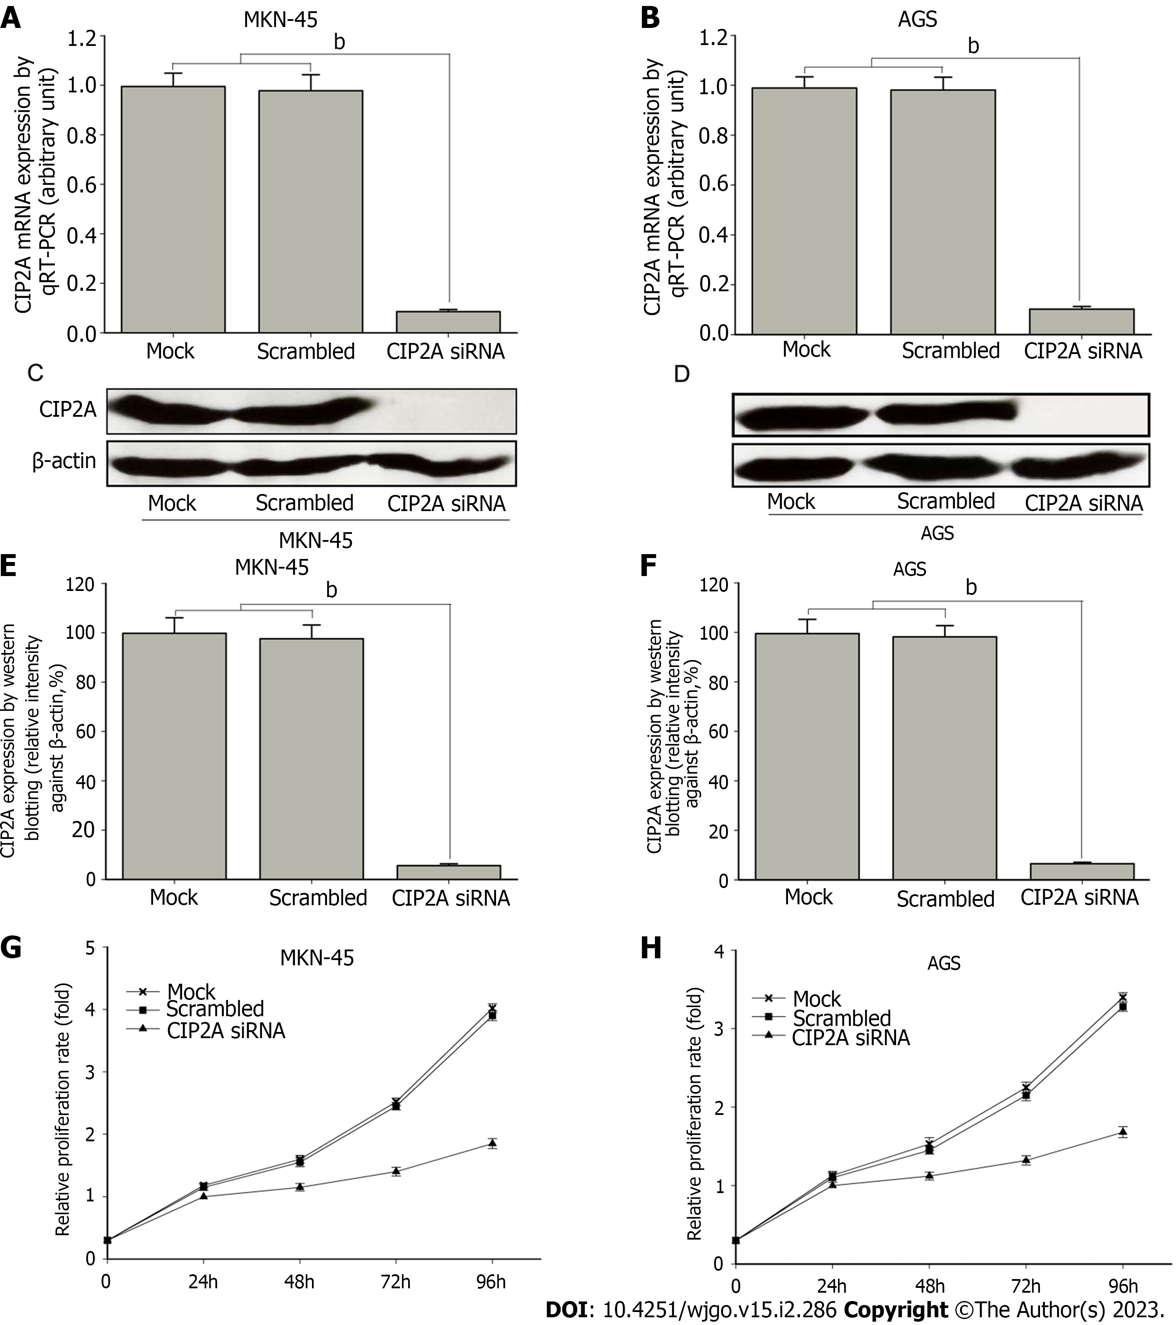 A
MKN-45
CIP2A mRNA expression by
qRT-PCR (arbitrary unit)
1.2
1.0
0.8
0.6
0.4
0.2
0.0
b
Mock
Scrambled
CIP2A siRNA
B
AGS
CIP2A mRNA expression by
qRT-PCR (arbitrary unit)
1.2
1.0
0.8
0.6
0.4
0.2
0.0
b
Mock
Scrambled
CIP2A siRNA
C
CIP2A
β-actin
Mock
Scrambled
CIP2A siRNA
MKN-45
D
Mock
Scrambled
CIP2A siRNA
AGS
E
MKN-45
CIP2A expression by western
blotting (relative intensity
against β-actin,%)
120
100
80
60
40
20
0
b
Mock
Scrambled
CIP2A siRNA
F
AGS
CIP2A expression by western
blotting (relative intensity
against β-actin,%)
120
100
80
60
40
20
0
b
Mock
Scrambled
CIP2A siRNA
G
MKN-45
Relative proliferation rate (fold)
5
4
3
2
1
0
Mock
Scrambled
CIP2A siRNA
0
24h
48h
72h
96h
H
AGS
Relative proliferation rate (fold)
4
3
2
1
0
Mock
Scrambled
CIP2A siRNA
0
24h
48h
72h
96h
DOI: 10.4251/wjgo.v15.i2.286 Copyright ©The Author(s) 2023.